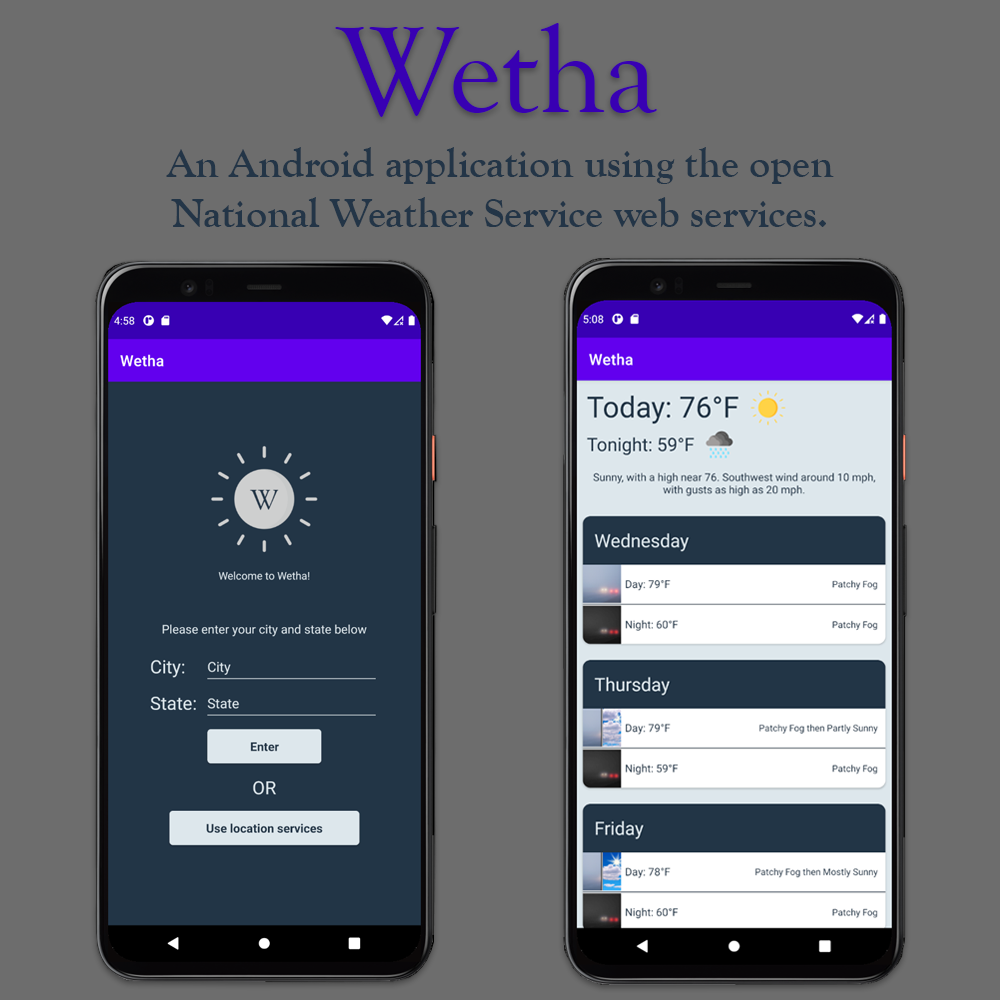 Wetha
An Android application using the open
National Weather Service web services.
4:58
Wetha
W
Welcome to Wetha!
Please enter your city and state below
City: City
State: State
Enter
OR
Use location services
5:08
Wetha
Today: 76°F
Tonight: 59°F
Sunny, with a high near 76. Southwest wind around 10 mph,
with gusts as high as 20 mph.
Wednesday
Day: 79°F Patchy Fog
Night: 60°F Patchy Fog
Thursday
Day: 79°F Patchy Fog then Partly Sunny
Night: 59°F Patchy Fog
Friday
Day: 78°F Patchy Fog then Mostly Sunny
Night: 60°F Patchy Fog